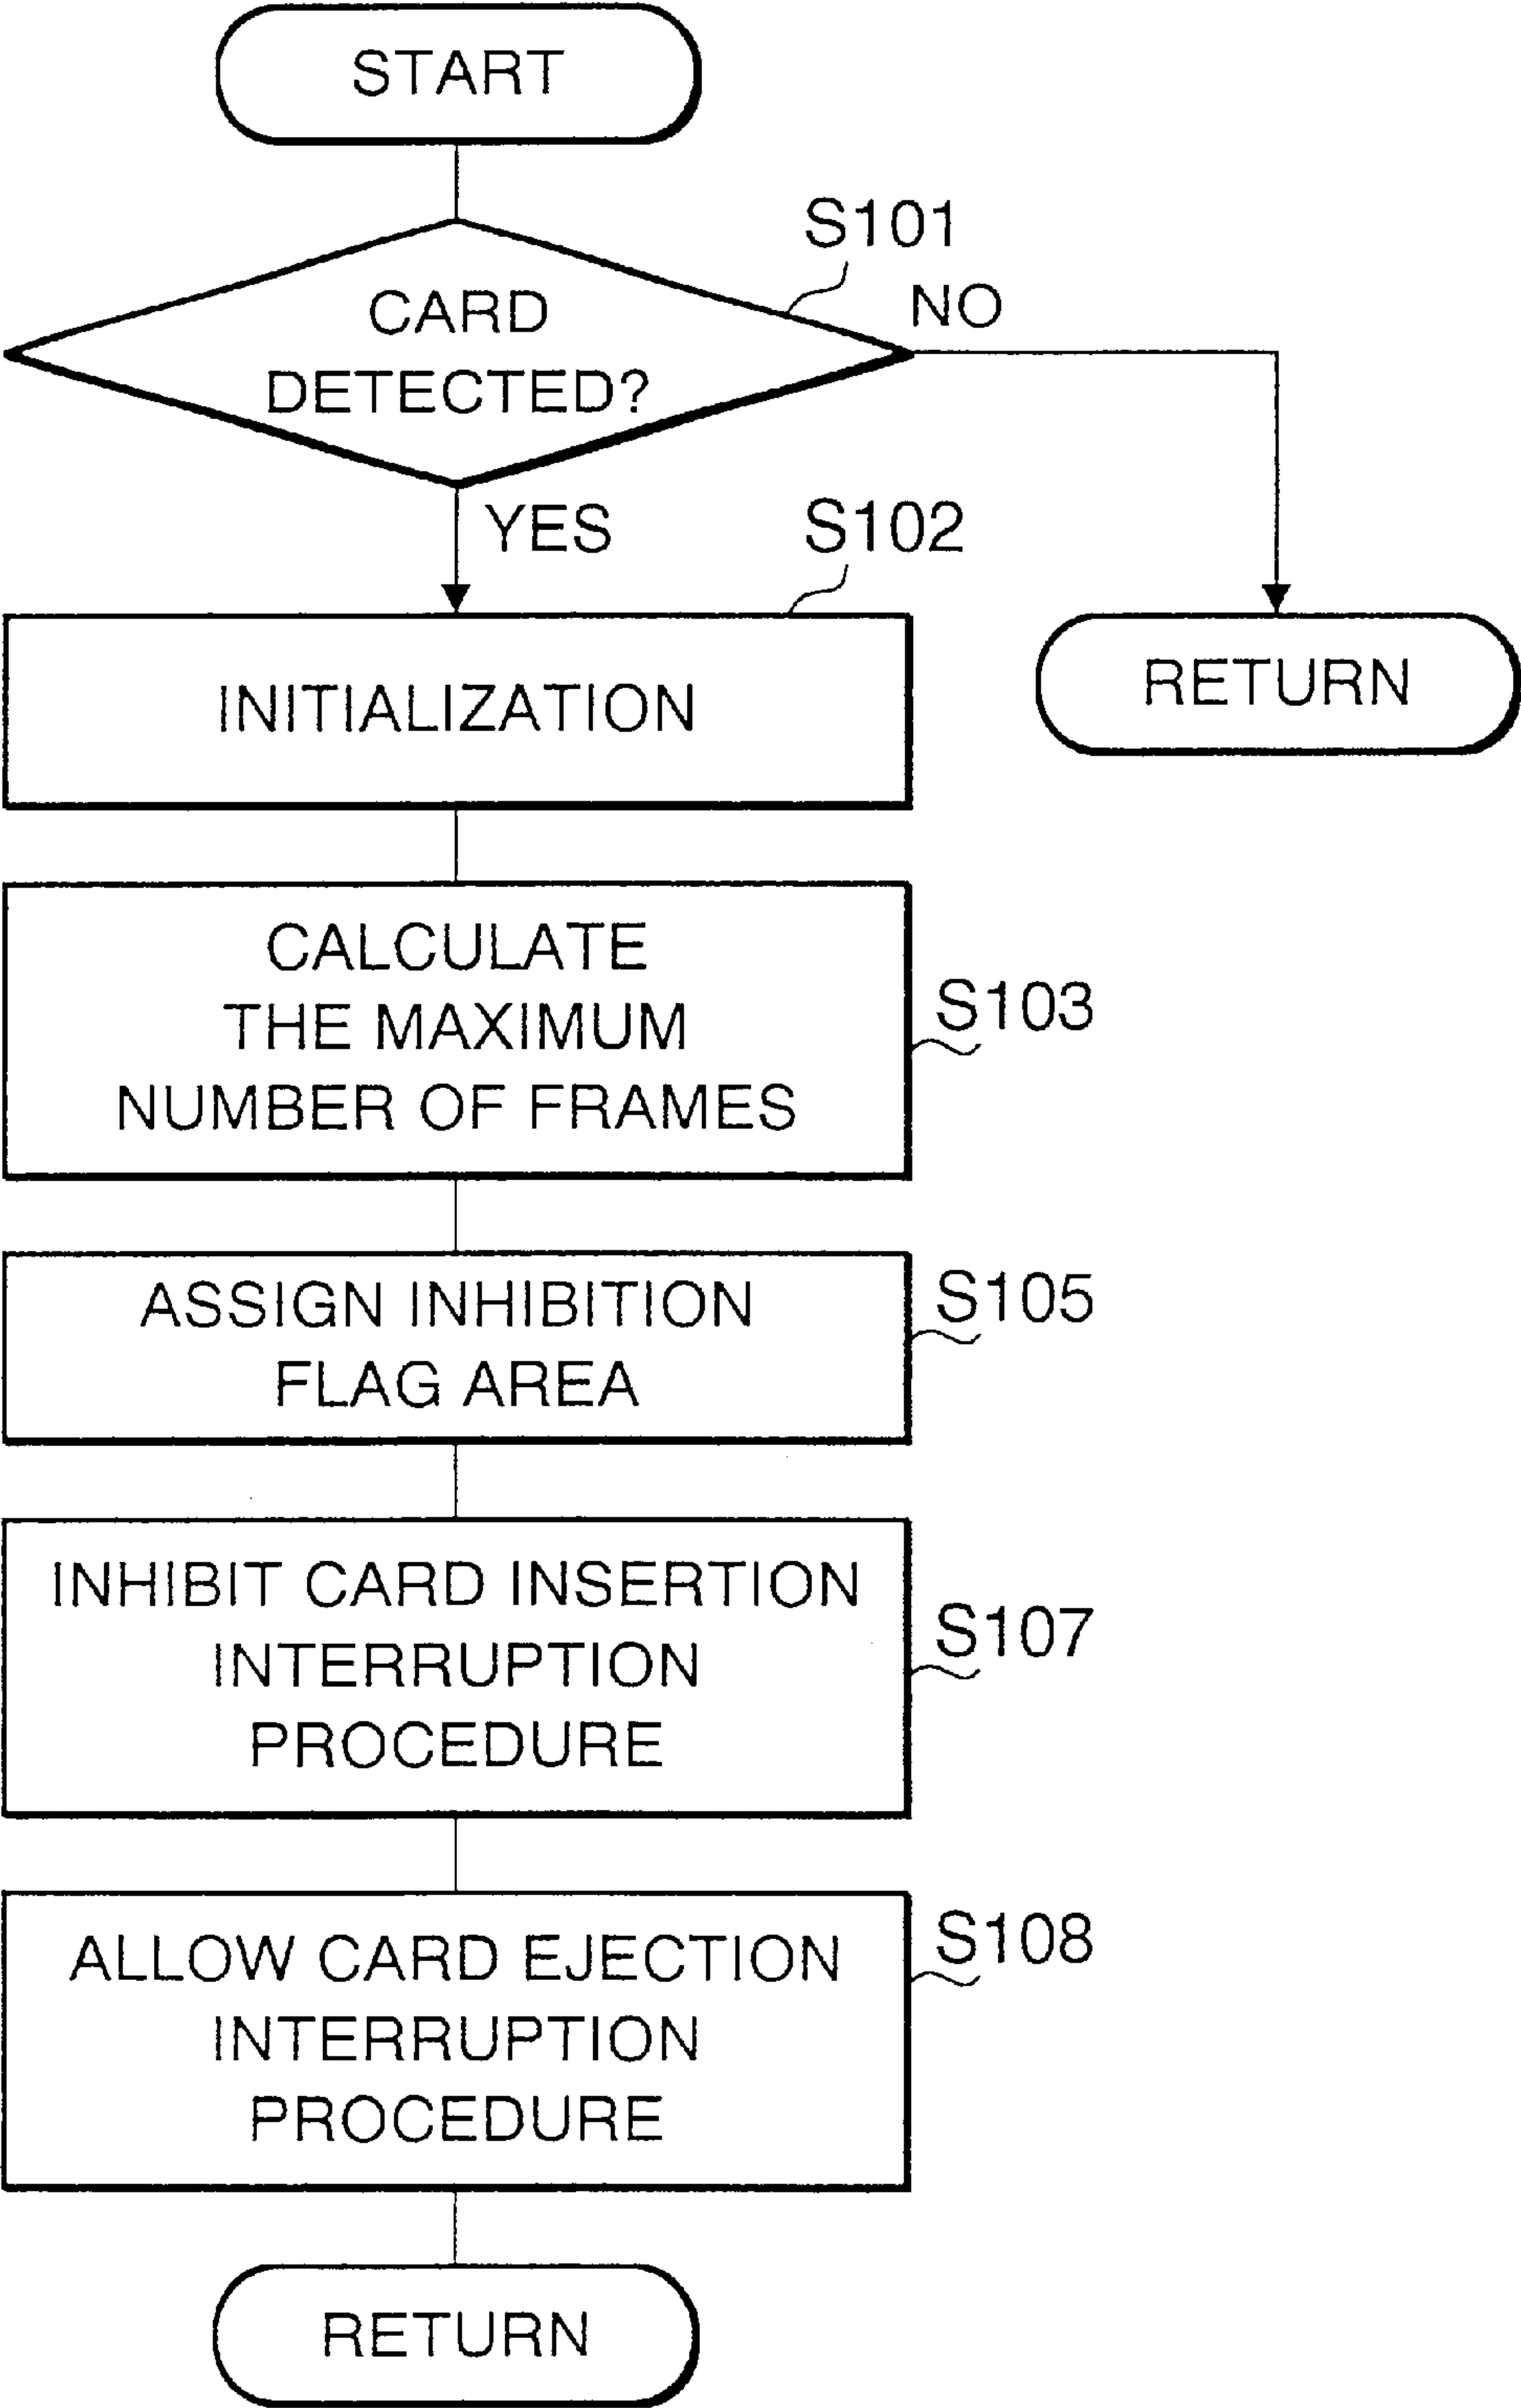 START
S101
CARD
DETECTED?
NO
YES
S102
INITIALIZATION
RETURN
CALCULATE
THE MAXIMUM
NUMBER OF FRAMES
S103
ASSIGN INHIBITION
FLAG AREA
S105
INHIBIT CARD INSERTION
INTERRUPTION
PROCEDURE
S107
ALLOW CARD EJECTION
INTERRUPTION
PROCEDURE
S108
RETURN